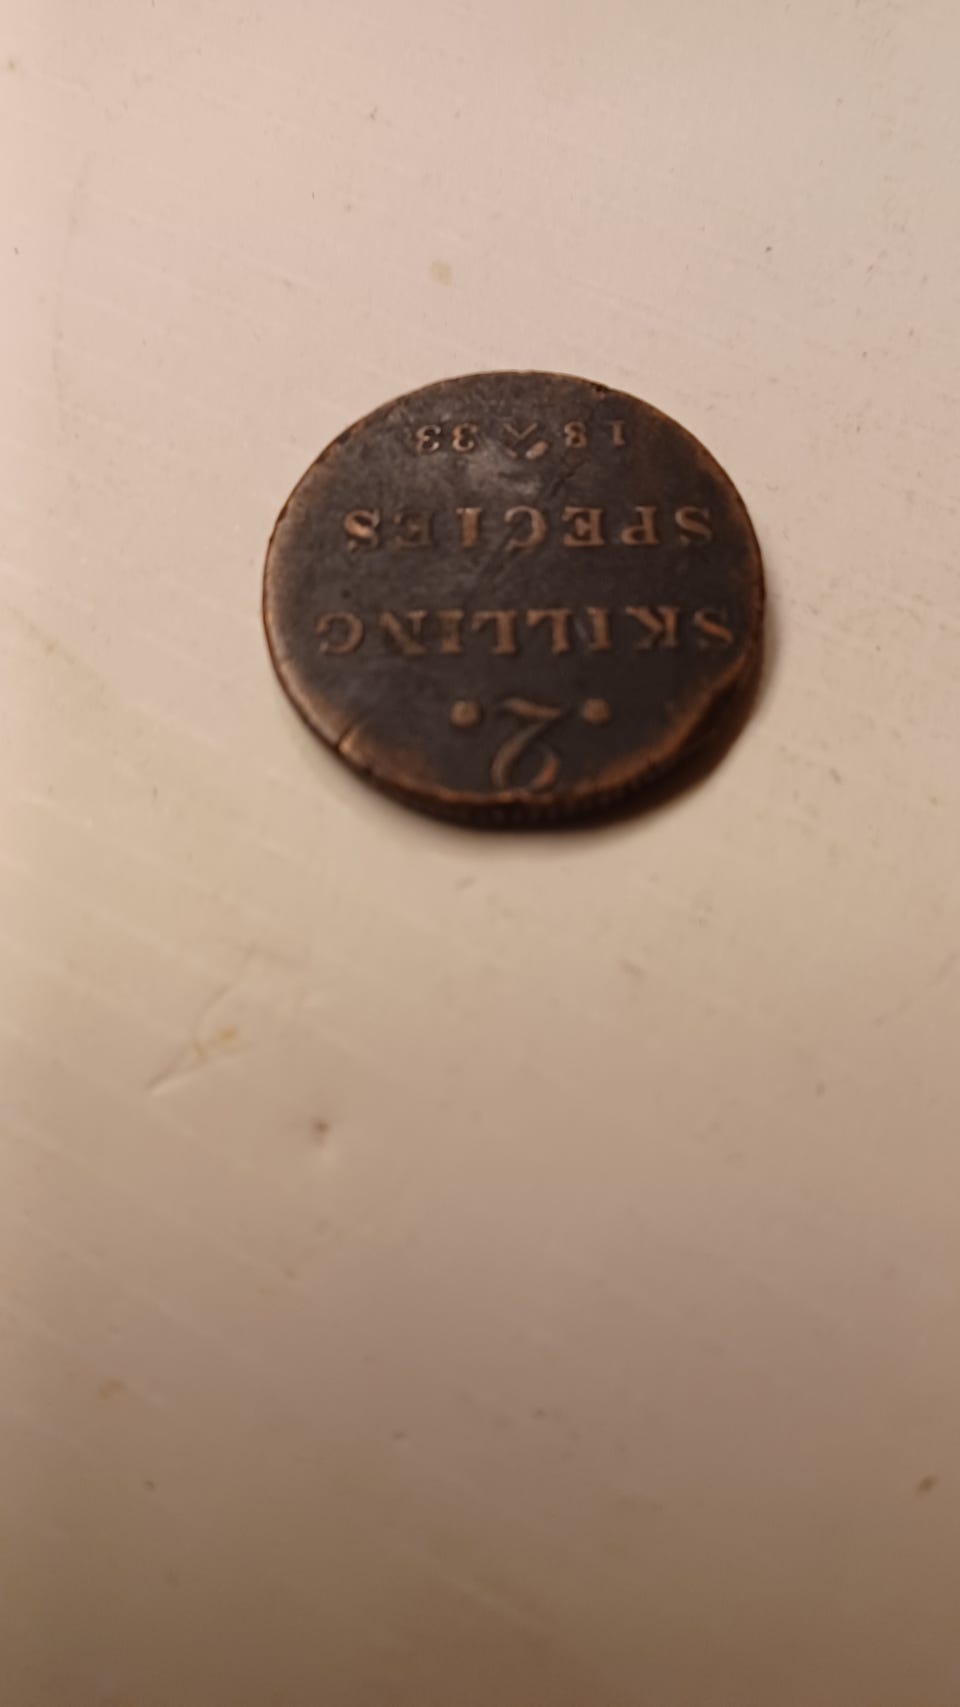 · 2 ·
SKILLING
SPECIES
18 33